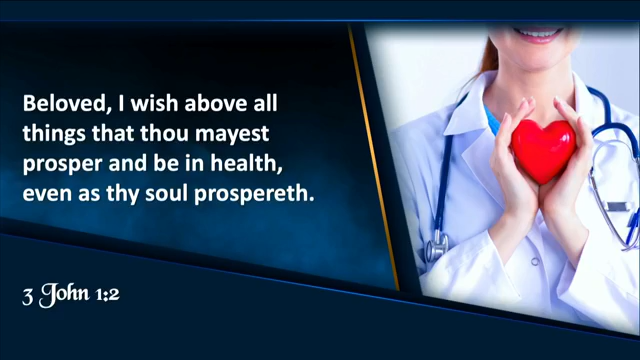 Beloved, I wish above all
things that thou mayest
prosper and be in health,
even as thy soul prospereth.
3 John 1:2